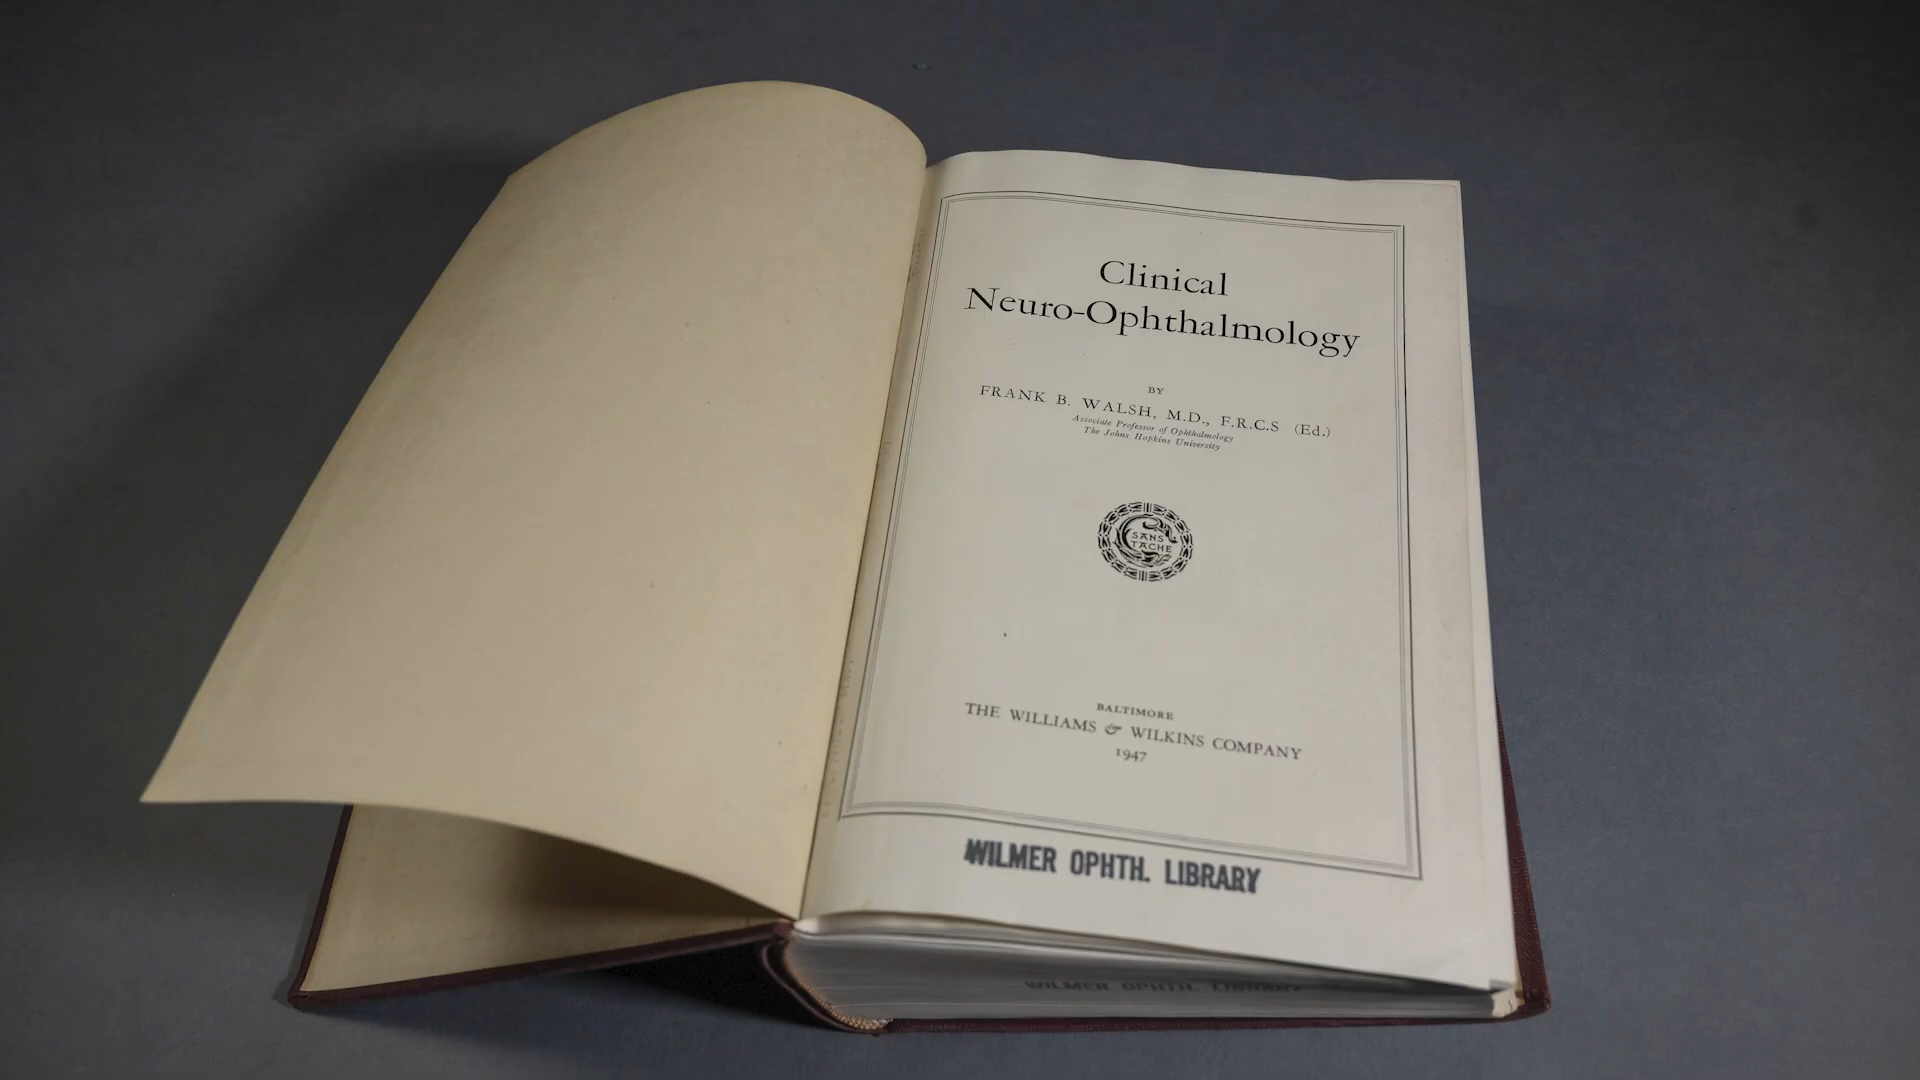 Clinical
Neuro-Ophthalmology
BY
FRANK B. WALSH, M.D., F.R.C.S (Ed.)
Associate Professor of Ophthalmology
The Johns Hopkins University
SANS
TACHE
BALTIMORE
THE WILLIAMS & WILKINS COMPANY
1947
WILMER OPHTH. LIBRARY
WILMER OPHTH. LIBRARY